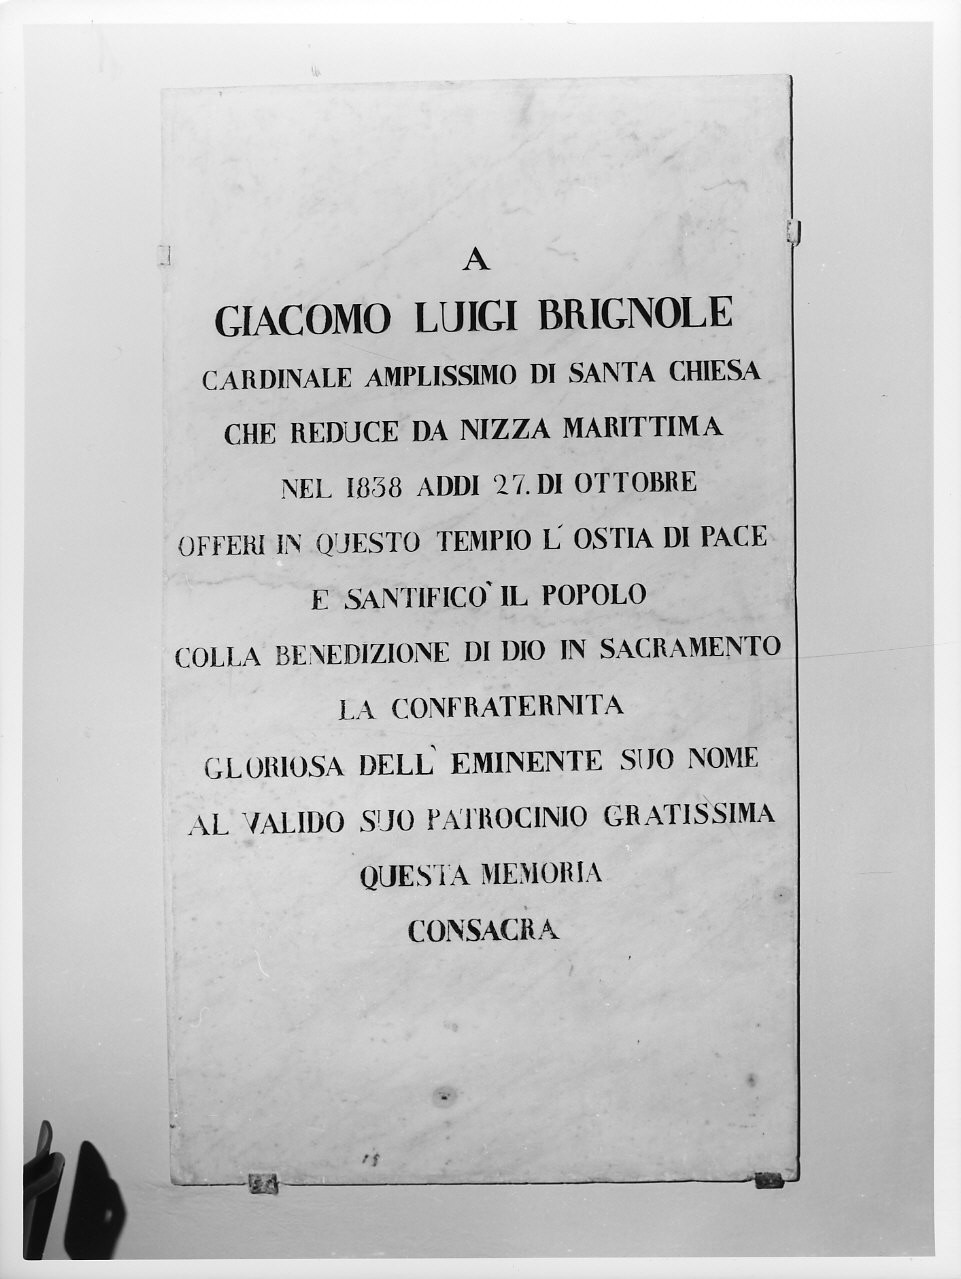 A
GIACOMO LUIGI BRIGNOLE
CARDINALE AMPLISSIMO DI SANTA CHIESA
CHE REDUCE DA NIZZA MARITTIMA
NEL 1838 ADDI 27. DI OTTOBRE
OFFERI IN QUESTO TEMPIO L' OSTIA DI PACE
E SANTIFICO' IL POPOLO
COLLA BENEDIZIONE DI DIO IN SACRAMENTO
LA CONFRATERNITA
GLORIOSA DELL' EMINENTE SUO NOME
AL VALIDO SUO PATROCINIO GRATISSIMA
QUESTA MEMORIA
CONSACRA